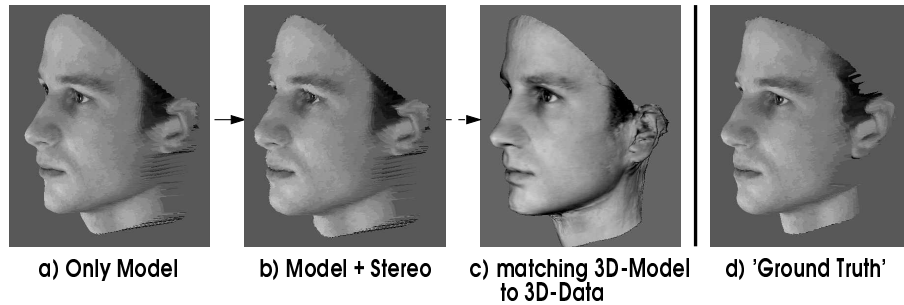 a) Only Model
b) Model + Stereo
c) matching 3D-Model
to 3D-Data
d) 'Ground Truth'